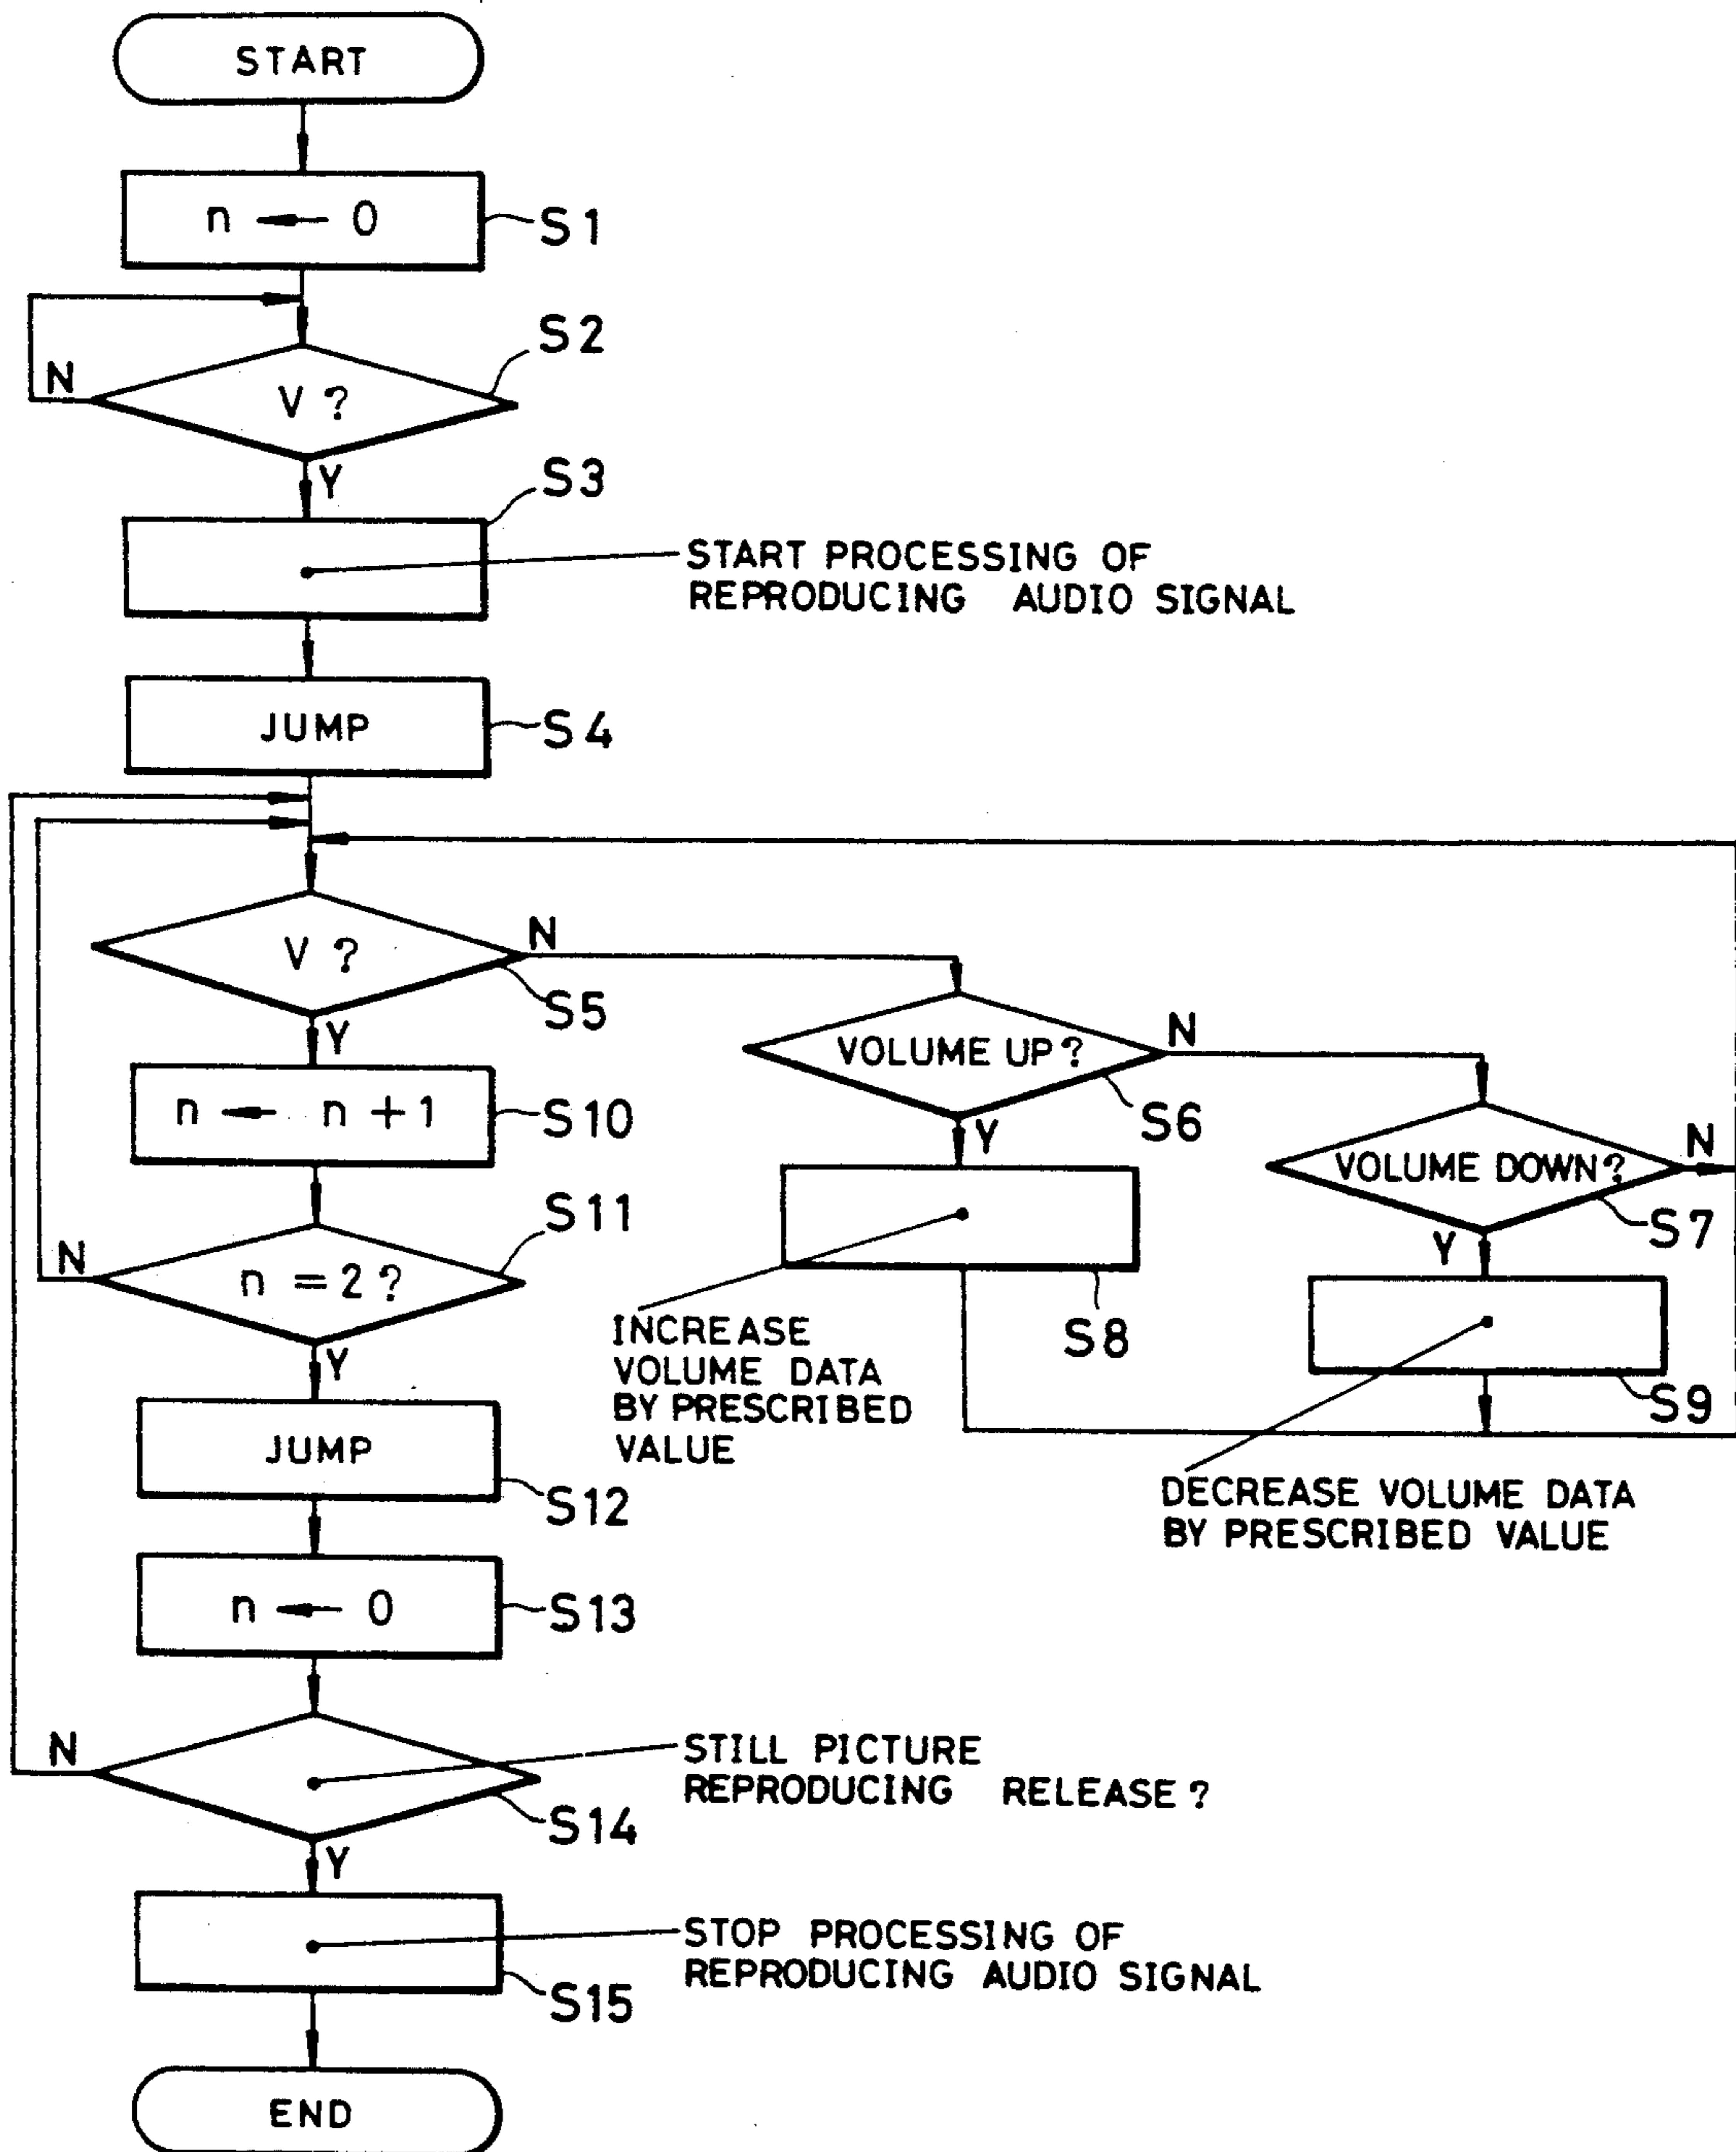 START
n ← 0
S1
S2
N
V ?
Y
S3
START PROCESSING OF
REPRODUCING AUDIO SIGNAL
JUMP
S4
V ?
N
S5
Y
VOLUME UP ?
N
S6
Y
VOLUME DOWN ?
N
S7
Y
n ← n + 1
S10
S11
N
n = 2 ?
Y
INCREASE
VOLUME DATA
BY PRESCRIBED
VALUE
S8
S9
DECREASE VOLUME DATA
BY PRESCRIBED VALUE
JUMP
S12
n ← 0
S13
N
STILL PICTURE
REPRODUCING RELEASE ?
S14
Y
STOP PROCESSING OF
REPRODUCING AUDIO SIGNAL
S15
END